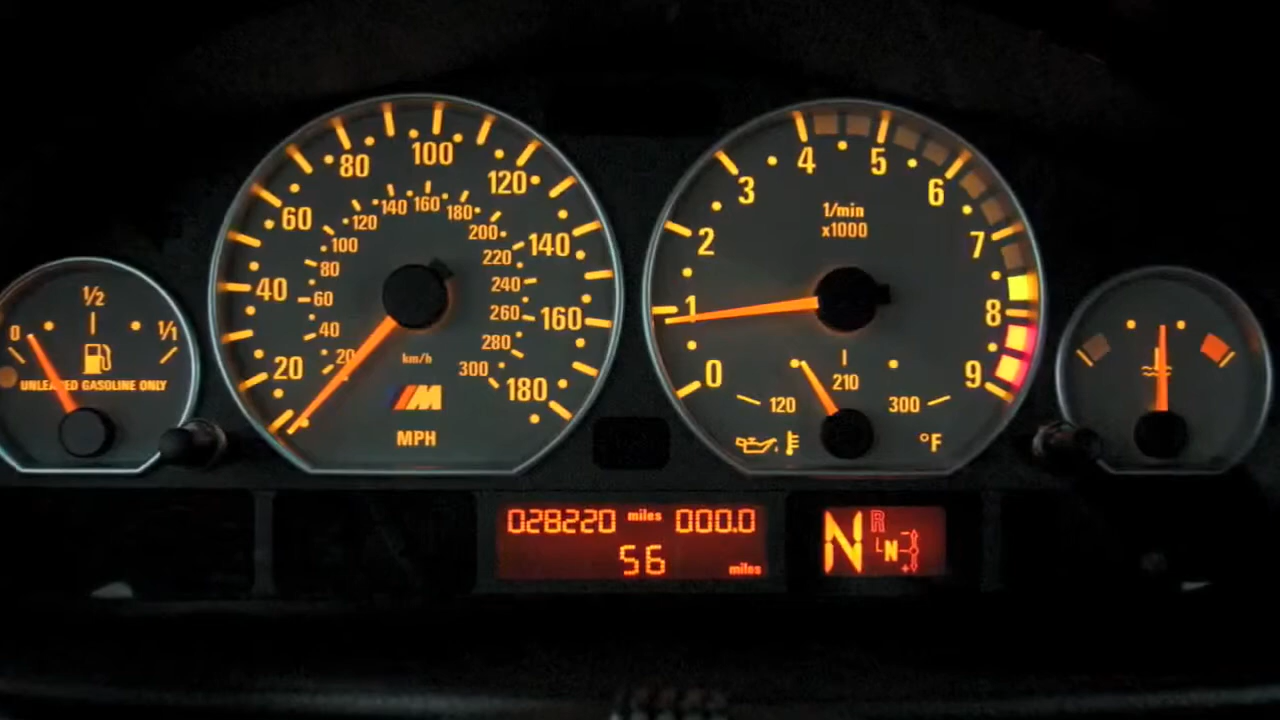 0 1/2 1/1
UNLEADED GASOLINE ONLY
20 40 60 80 100 120 140 160 180
20 40 60 80 100 120 140 160 180 200 220 240 260 280 300
km/h
M
MPH
0 1 2 3 4 5 6 7 8 9
1/min
x1000
120 210 300
°F
028220 miles 000.0
56 miles
N R
L N
+